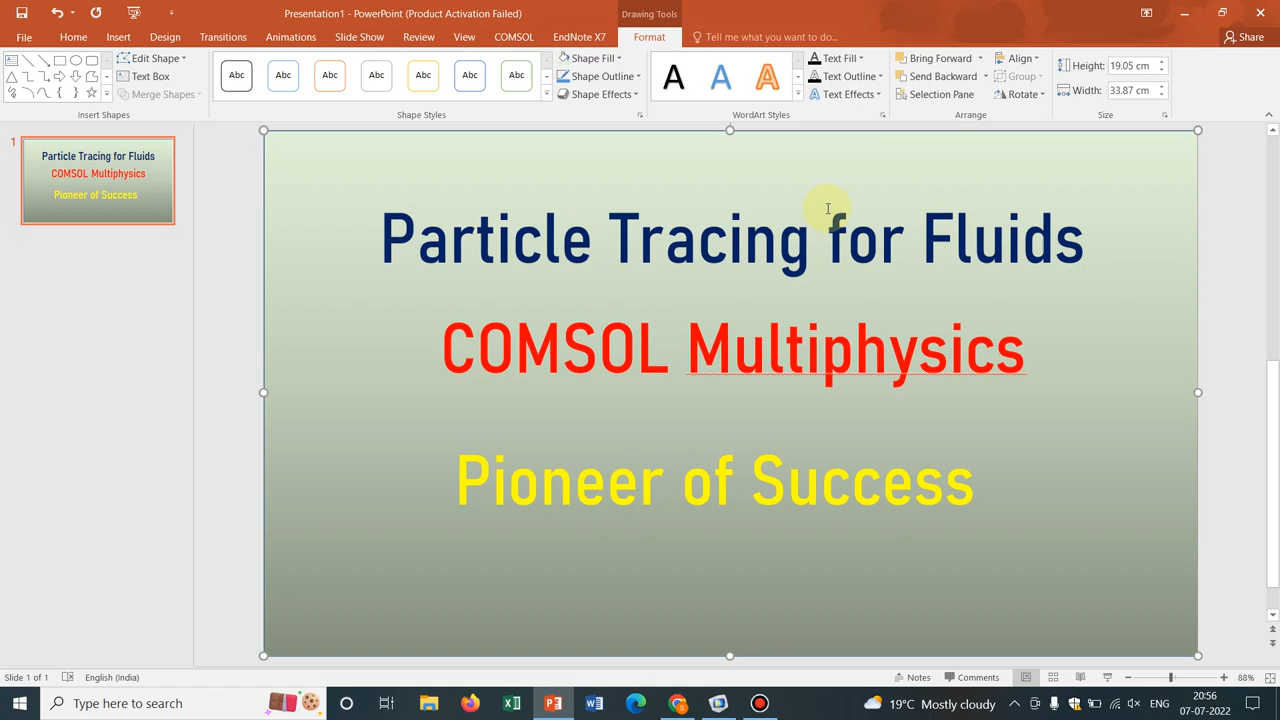 Presentation1 - PowerPoint (Product Activation Failed)
Drawing Tools
File Home Insert Design Transitions Animations Slide Show Review View COMSOL EndNote X7 Format Tell me what you want to do... Share
Edit Shape
Text Box
Merge Shapes
Insert Shapes
Abc Abc Abc Abc Abc Abc Abc
Shape Fill
Shape Outline
Shape Effects
Shape Styles
A A A
Text Fill
Text Outline
Text Effects
WordArt Styles
Bring Forward
Send Backward
Selection Pane
Align
Group
Rotate
Arrange
Height: 19.05 cm
Width: 33.87 cm
Size
1
Particle Tracing for Fluids
COMSOL Multiphysics
Pioneer of Success
Particle Tracing for Fluids
COMSOL Multiphysics
Pioneer of Success
Slide 1 of 1 English (India) Notes Comments 88%
Type here to search 19°C Mostly cloudy ENG 20:56
07-07-2022